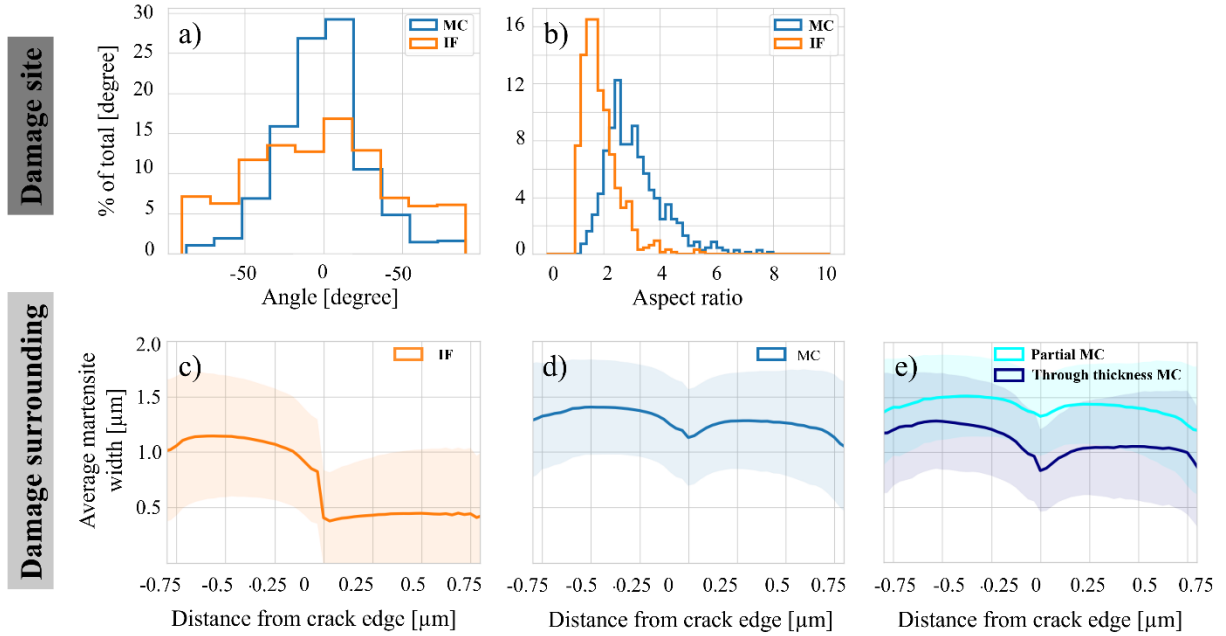 Damage site
a)
MC
IF
30
25
20
15
10
5
0
% of total [degree]
-50 0 -50
Angle [degree]
b)
MC
IF
16
12
8
4
0
0 2 4 6 8 10
Aspect ratio
Damage surrounding
Average martensite
width [µm]
2.0
1.5
1.0
0.5
c)
IF
-0.75 -0.5 -0.25 0 0.25 0.5 0.75
Distance from crack edge [µm]
d)
MC
-0.75 -0.5 -0.25 0 0.25 0.5 0.75
Distance from crack edge [µm]
e)
Partial MC
Through thickness MC
-0.75 -0.5 -0.25 0 0.25 0.5 0.75
Distance from crack edge [µm]